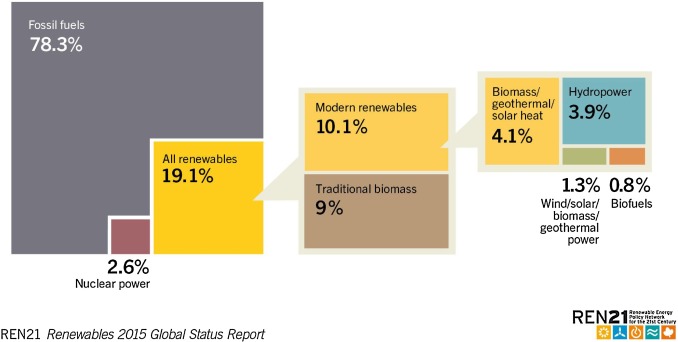 Fossil fuels
78.3%
All renewables
19.1%
2.6%
Nuclear power
Modern renewables
10.1%
Traditional biomass
9%
Biomass/
geothermal/
solar heat
4.1%
Hydropower
3.9%
1.3%
Wind/solar/
biomass/
geothermal
power
0.8%
Biofuels
REN21 Renewables 2015 Global Status Report
REN21
Renewable Energy
Policy Network
for the 21st Century